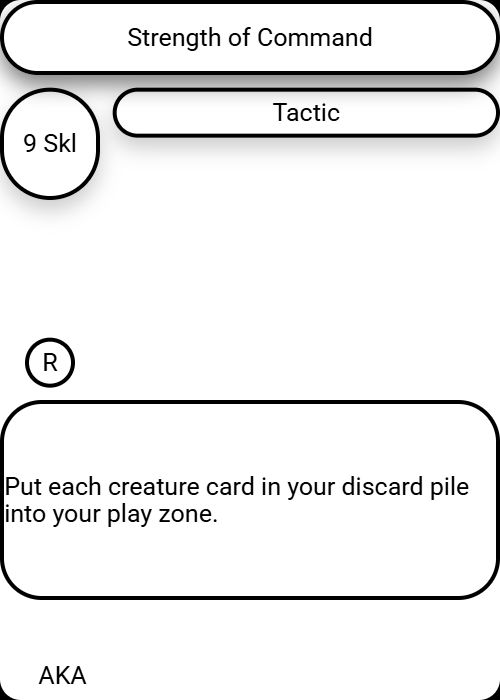 Strength of Command
9 Skl
Tactic
R
Put each creature card in your discard pile
into your play zone.
AKA